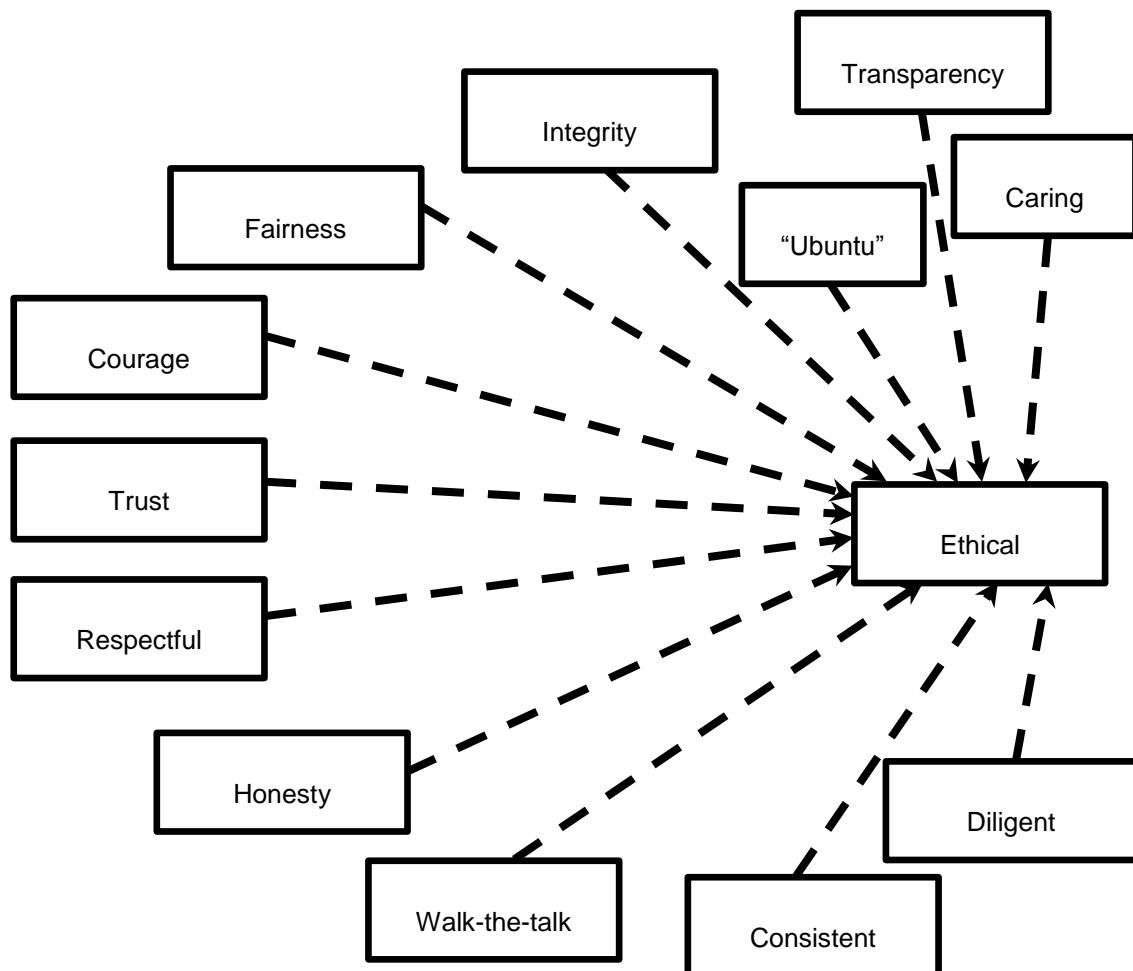 Transparency
Integrity
Caring
Fairness
“Ubuntu”
Courage
Trust
Ethical
Respectful
Honesty
Diligent
Walk-the-talk
Consistent